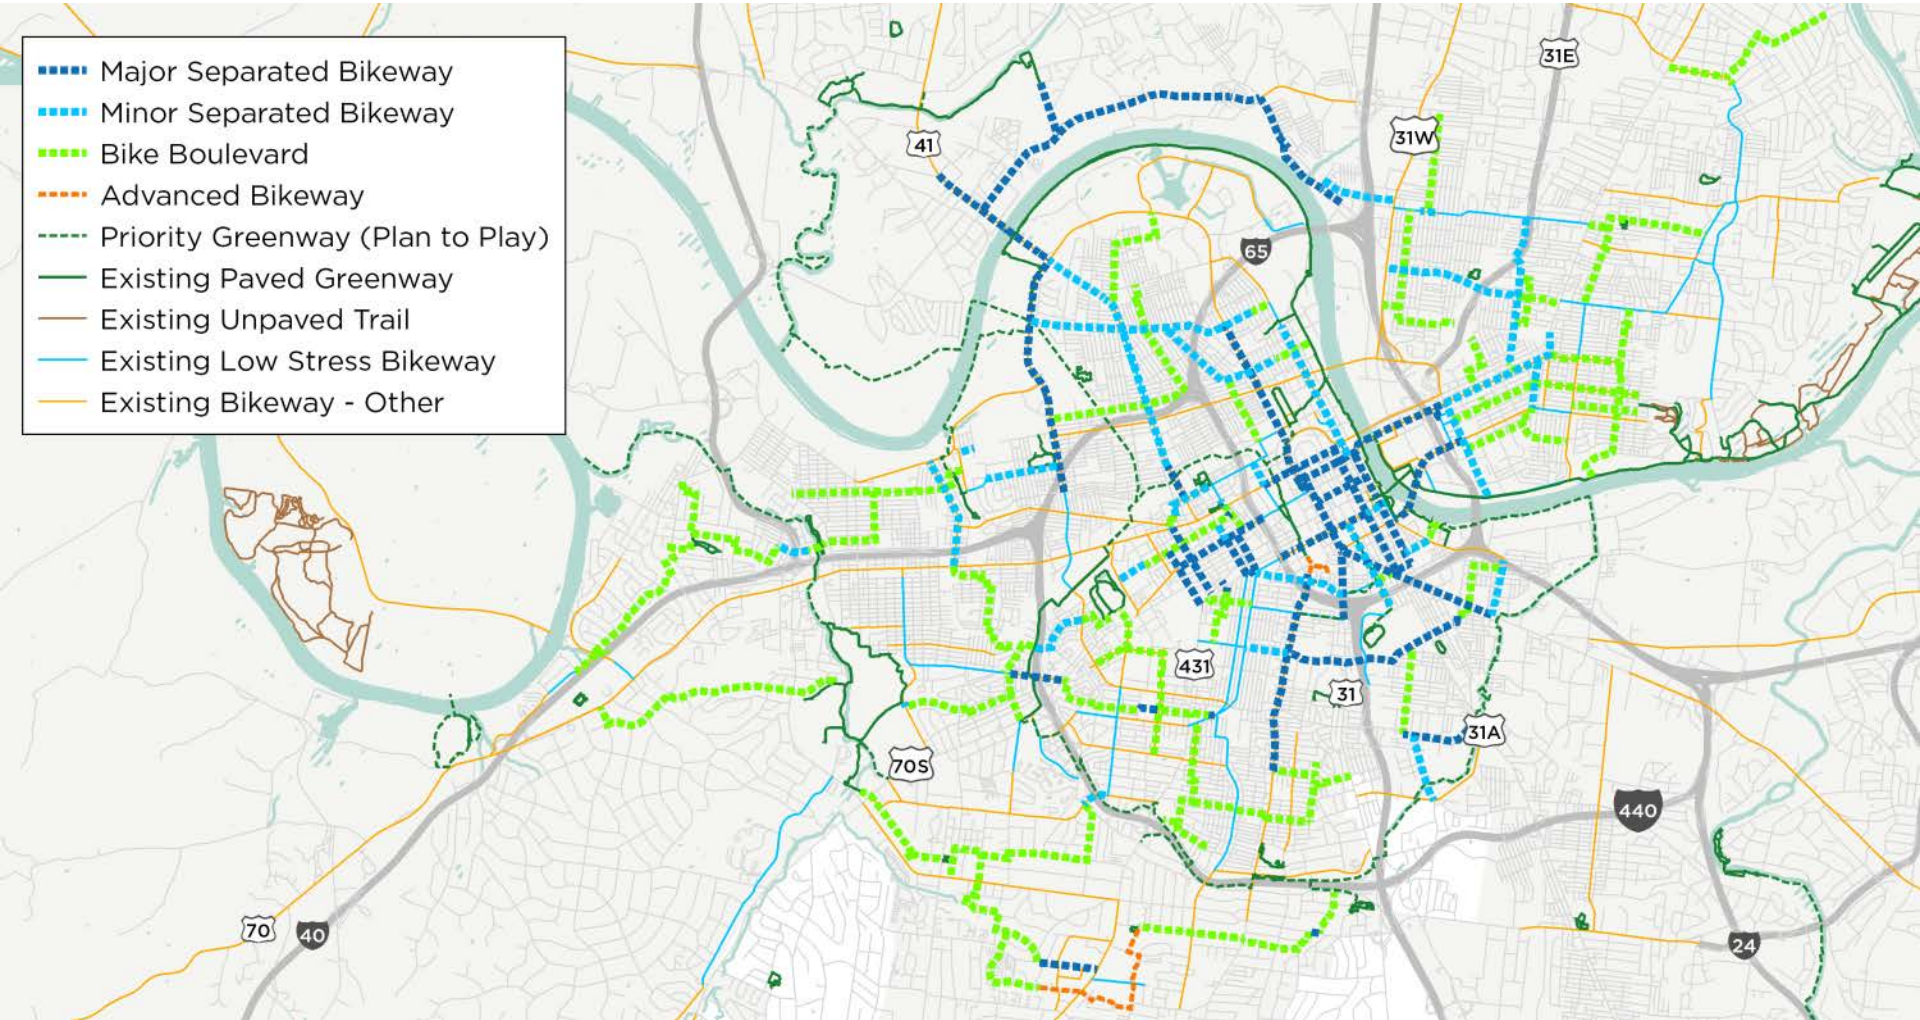 Major Separated Bikeway
Minor Separated Bikeway
Bike Boulevard
Advanced Bikeway
Priority Greenway (Plan to Play)
Existing Paved Greenway
Existing Unpaved Trail
Existing Low Stress Bikeway
Existing Bikeway - Other
31E
31W
41
65
431
31
31A
70S
440
70
40
24